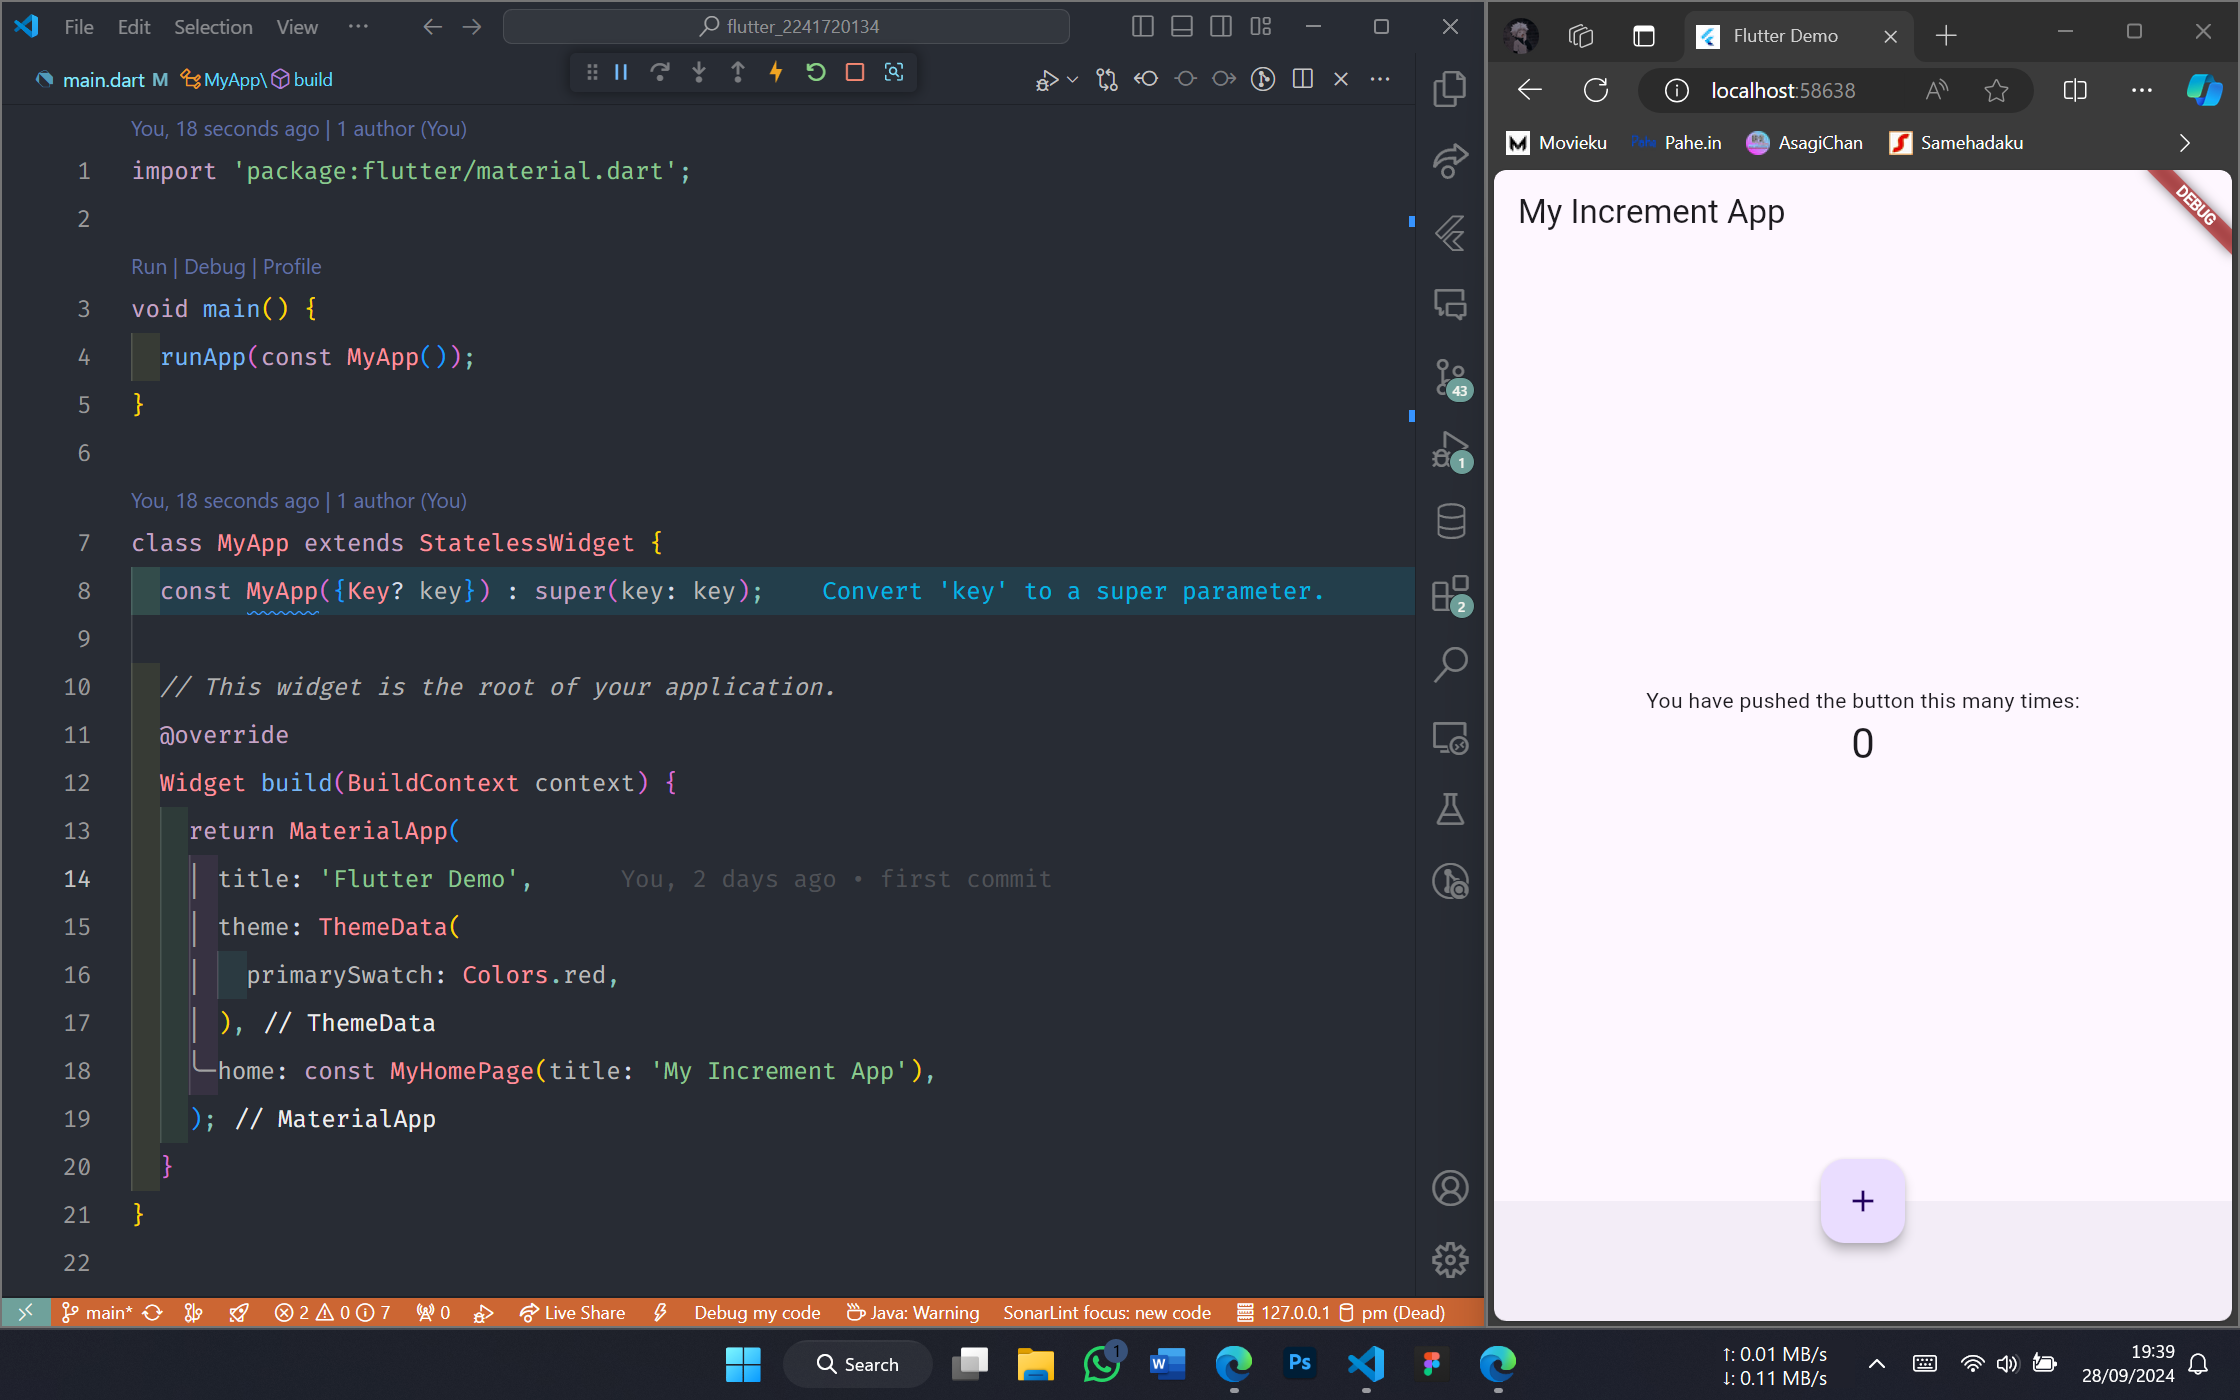 File Edit Selection View ··· flutter_2241720134
main.dart M MyApp\ build
You, 18 seconds ago | 1 author (You)
1 import 'package:flutter/material.dart';
2
Run | Debug | Profile
3 void main() {
4 runApp(const MyApp());
5 }
6
You, 18 seconds ago | 1 author (You)
7 class MyApp extends StatelessWidget {
8 const MyApp({Key? key}) : super(key: key); Convert 'key' to a super parameter.
9
10 // This widget is the root of your application.
11 @override
12 Widget build(BuildContext context) {
13 return MaterialApp(
14 title: 'Flutter Demo', You, 2 days ago • first commit
15 theme: ThemeData(
16 primarySwatch: Colors.red,
17 ), // ThemeData
18 home: const MyHomePage(title: 'My Increment App'),
19 ); // MaterialApp
20 }
21 }
22
43
1
2
main* 2 0 7 0 Live Share Debug my code Java: Warning SonarLint focus: new code 127.0.0.1 pm (Dead)
Flutter Demo
localhost:58638
Movieku Pahe Pahe.in AsagiChan Samehadaku
My Increment App
DEBUG
You have pushed the button this many times:
0
+
Search 1 W Ps
↑: 0.01 MB/s
↓: 0.11 MB/s
19:39
28/09/2024